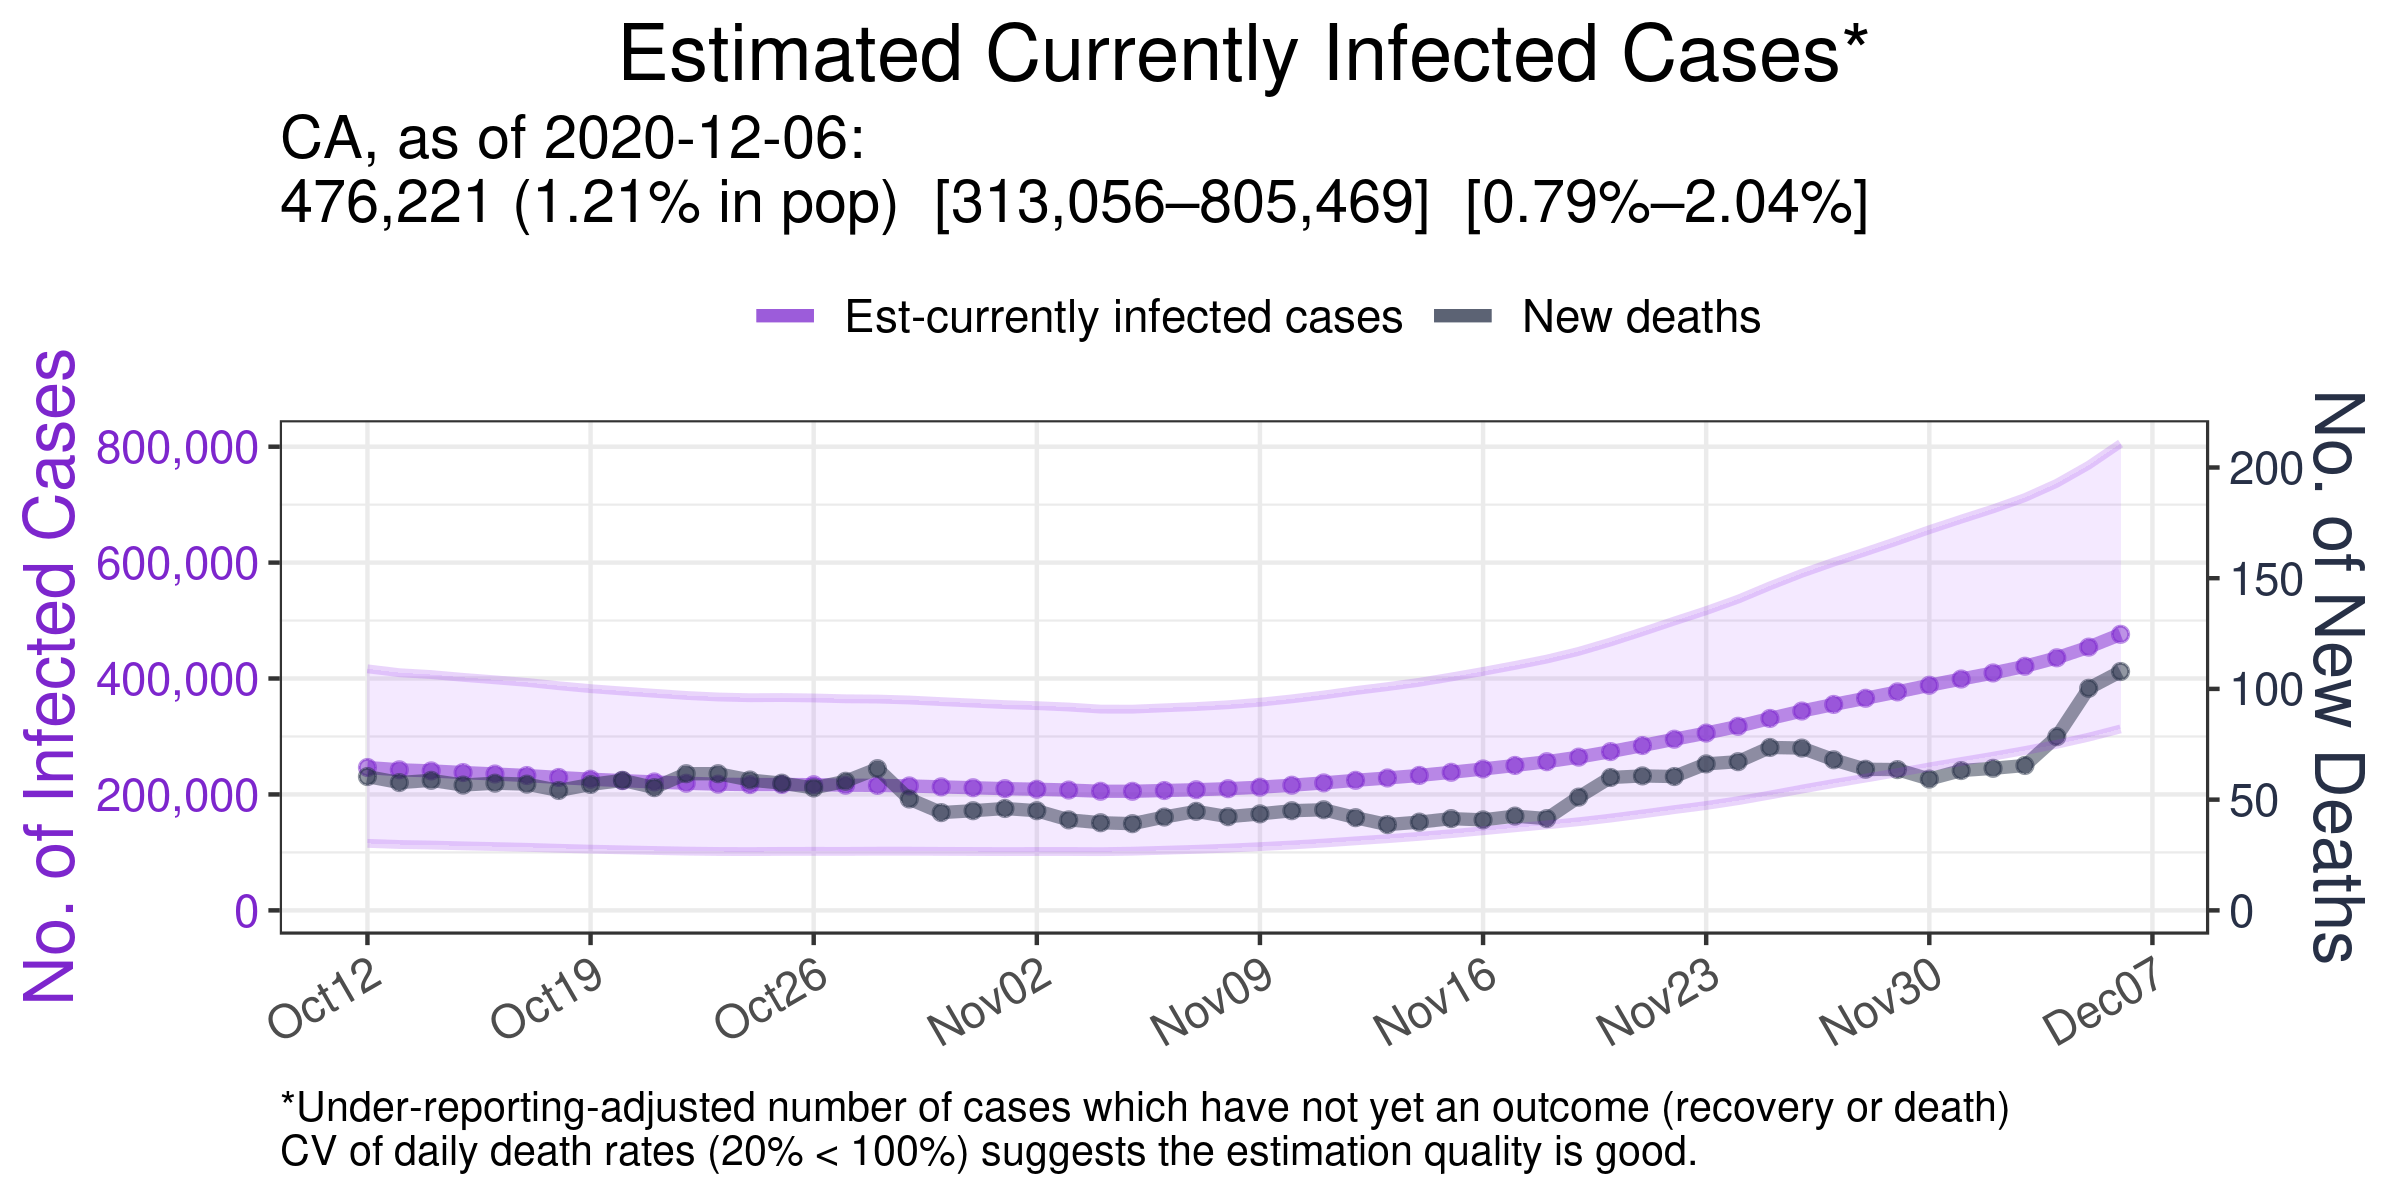 Estimated Currently Infected Cases*
CA, as of 2020-12-06:
476,221 (1.21% in pop)  [313,056–805,469]  [0.79%–2.04%]
Est-currently infected cases
New deaths
No. of Infected Cases
800,000
600,000
400,000
200,000
0
No. of New Deaths
200
150
100
50
0
Oct12
Oct19
Oct26
Nov02
Nov09
Nov16
Nov23
Nov30
Dec07
*Under-reporting-adjusted number of cases which have not yet an outcome (recovery or death)
CV of daily death rates (20% < 100%) suggests the estimation quality is good.